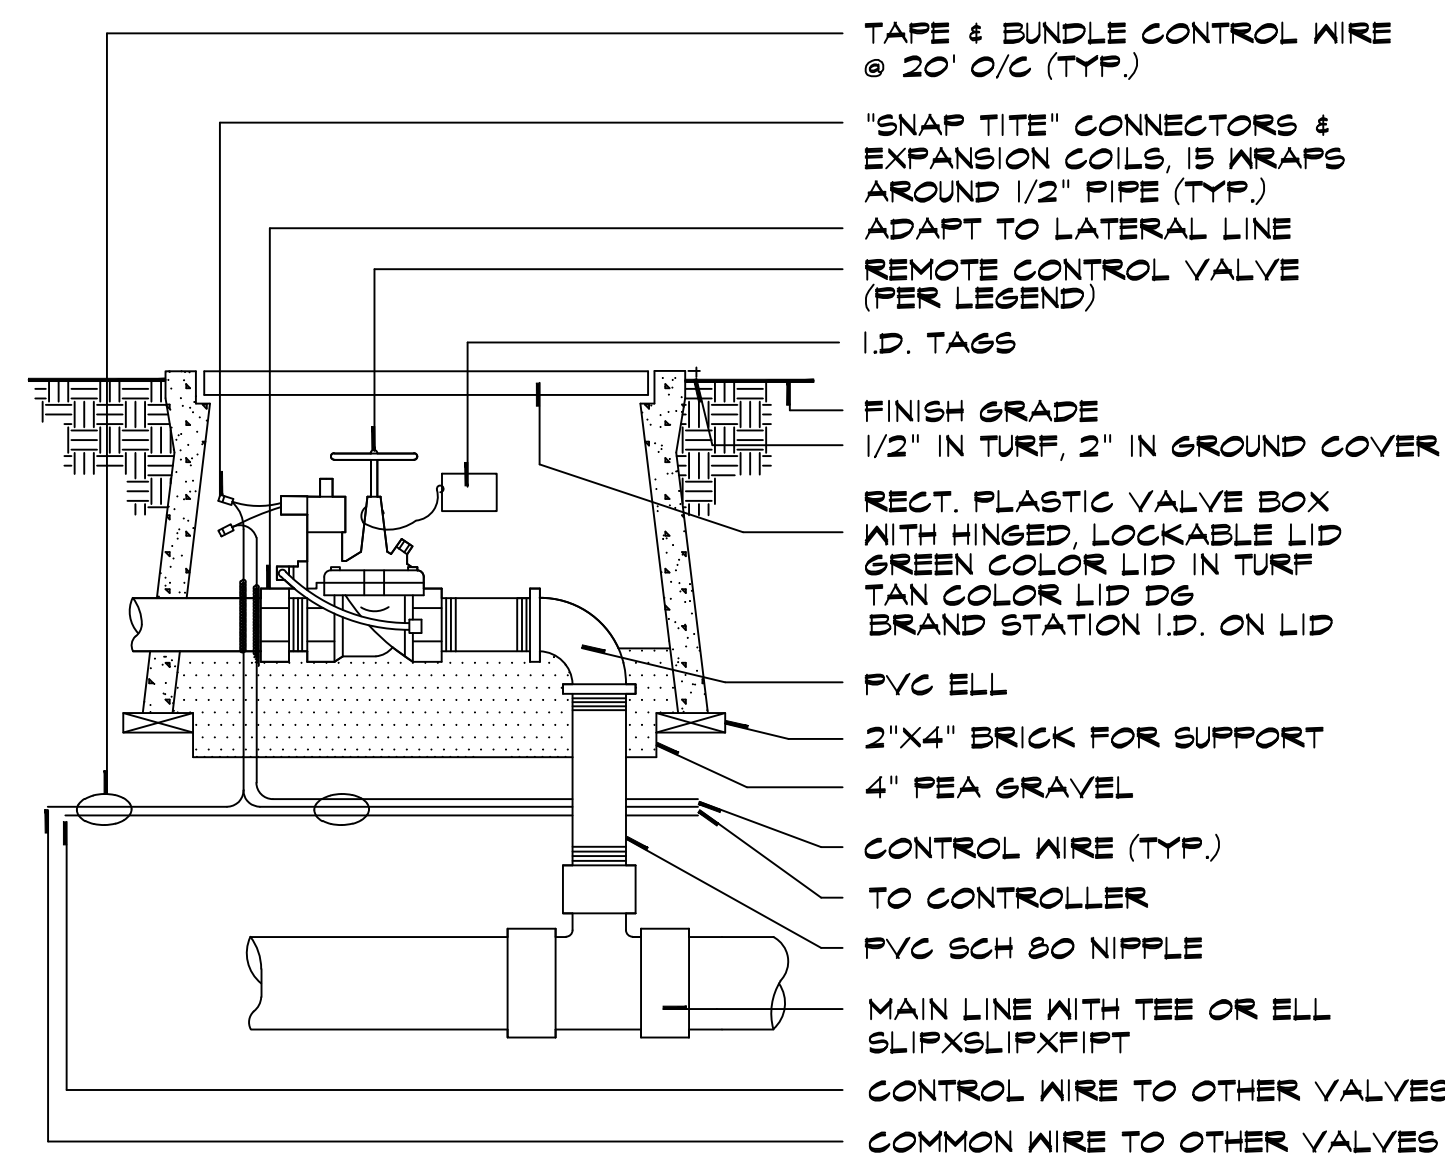 TAPE & BUNDLE CONTROL WIRE
@ 20' O/C (TYP.)
"SNAP TITE" CONNECTORS &
EXPANSION COILS, 15 WRAPS
AROUND 1/2" PIPE (TYP.)
ADAPT TO LATERAL LINE
REMOTE CONTROL VALVE
(PER LEGEND)
I.D. TAGS
FINISH GRADE
1/2" IN TURF, 2" IN GROUND COVER
RECT. PLASTIC VALVE BOX
WITH HINGED, LOCKABLE LID
GREEN COLOR LID IN TURF
TAN COLOR LID DG
BRAND STATION I.D. ON LID
PVC ELL
2"X4" BRICK FOR SUPPORT
4" PEA GRAVEL
CONTROL WIRE (TYP.)
TO CONTROLLER
PVC SCH 80 NIPPLE
MAIN LINE WITH TEE OR ELL
SLIPXSLIPXFIPT
CONTROL WIRE TO OTHER VALVES
COMMON WIRE TO OTHER VALVES